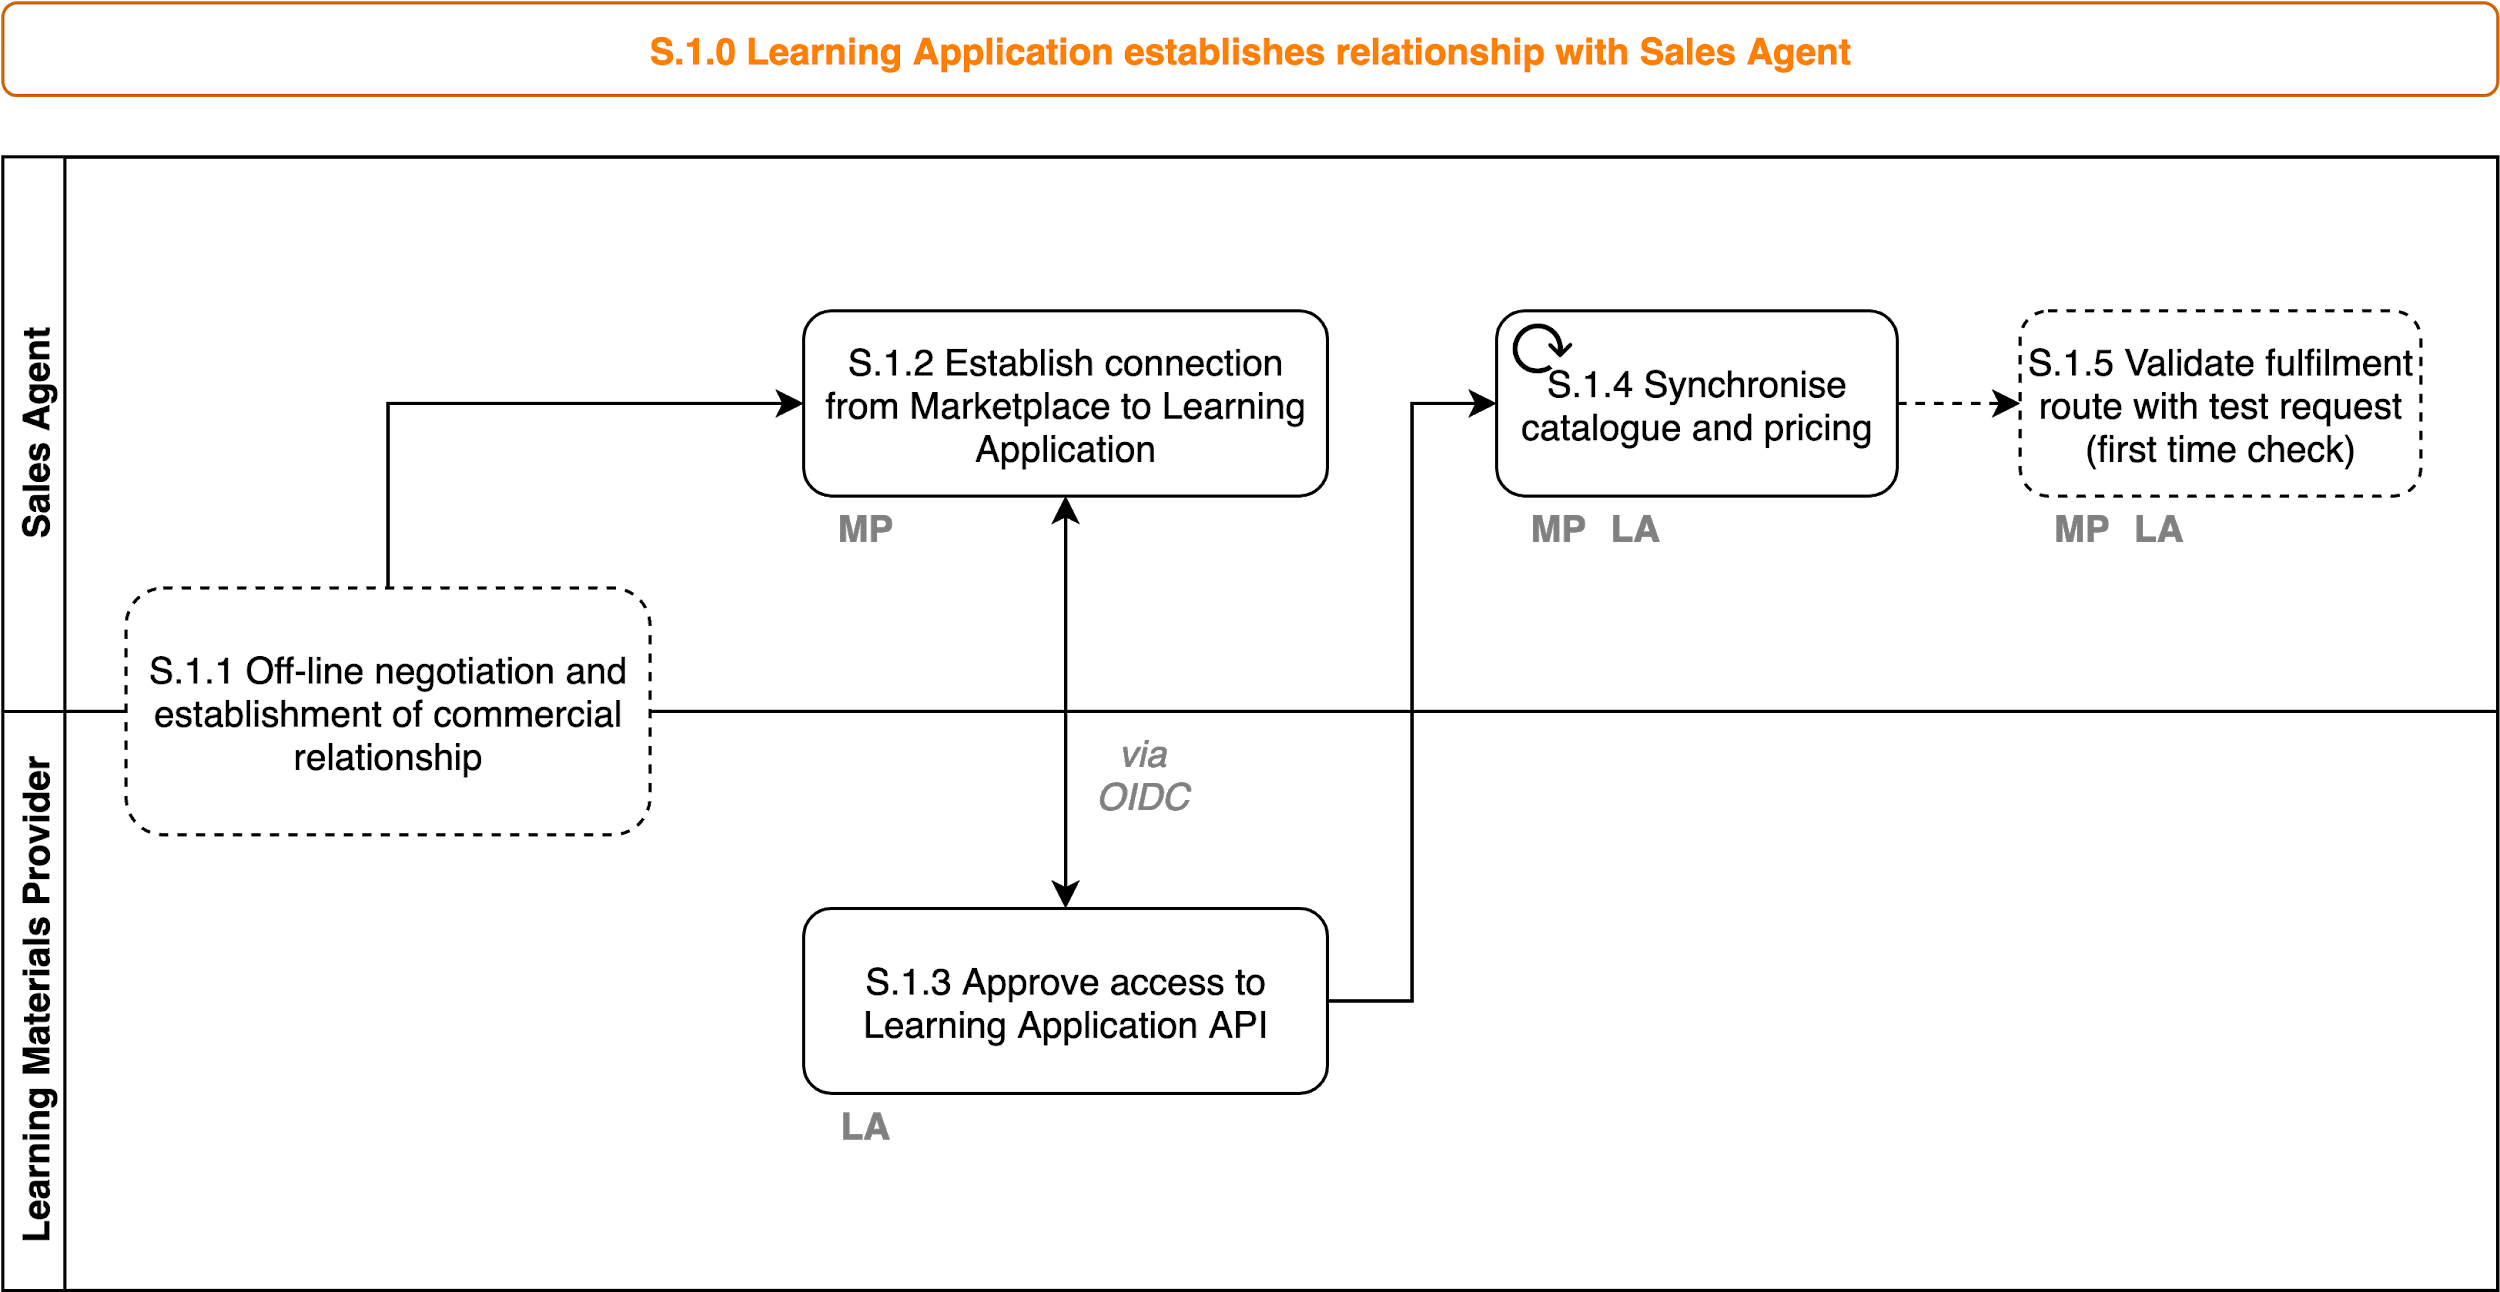 S.1.0 Learning Application establishes relationship with Sales Agent
Sales Agent
S.1.1 Off-line negotiation and
establishment of commercial
relationship
S.1.2 Establish connection
from Marketplace to Learning
Application
MP
S.1.4 Synchronise
catalogue and pricing
MP LA
S.1.5 Validate fulfilment
route with test request
(first time check)
MP LA
Learning Materials Provider
via
OIDC
S.1.3 Approve access to
Learning Application API
LA